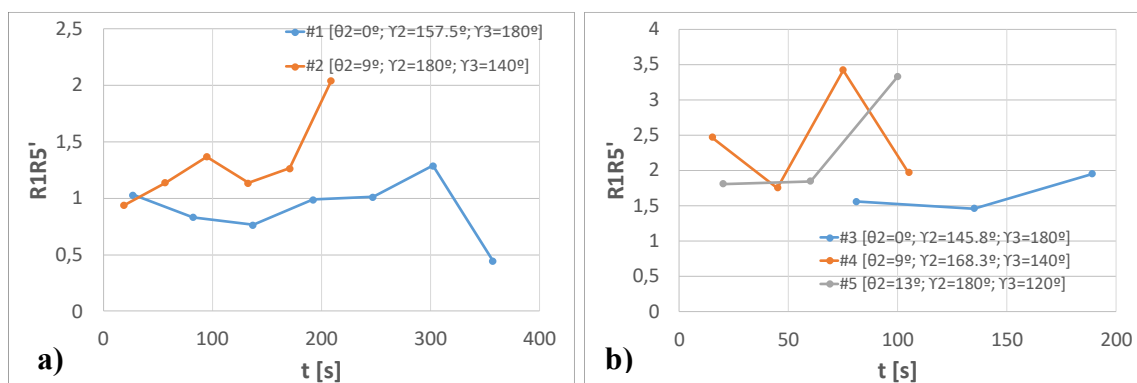 2,5
2
1,5
1
0,5
0
R1R5'
#1 [θ2=0º; ϒ2=157.5º; ϒ3=180º]
#2 [θ2=9º; ϒ2=180º; ϒ3=140º]
0 100 200 300 400
t [s]
a)
4
3,5
3
2,5
2
1,5
1
0,5
0
R1R5'
#3 [θ2=0º; ϒ2=145.8º; ϒ3=180º]
#4 [θ2=9º; ϒ2=168.3º; ϒ3=140º]
#5 [θ2=13º; ϒ2=180º; ϒ3=120º]
0 50 100 150 200
t [s]
b)